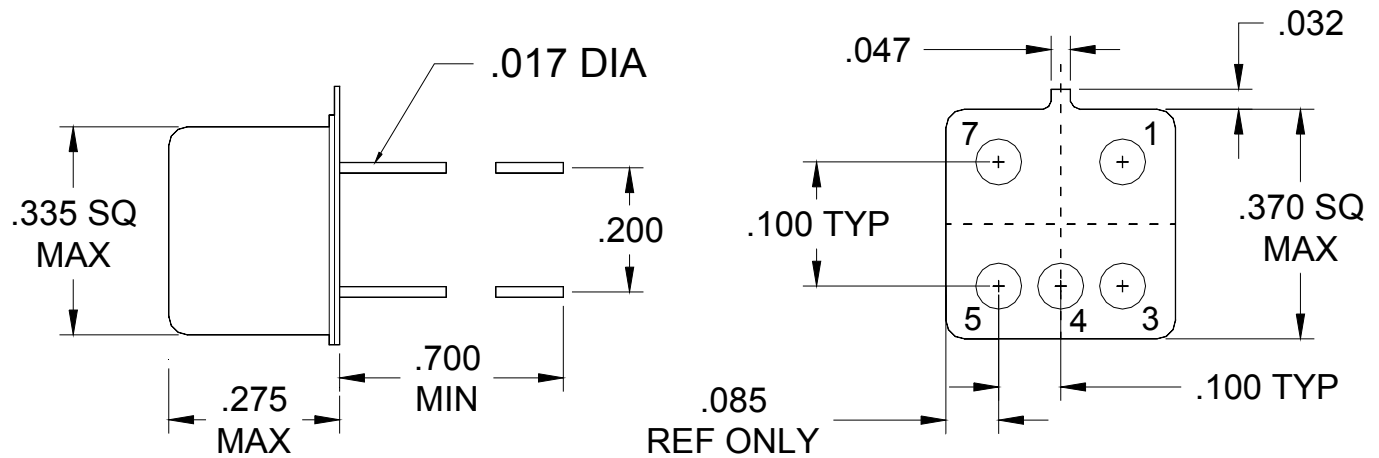 .017 DIA
.335 SQ
MAX
.200
.700
MIN
.275
MAX
.047
.032
7
1
.100 TYP
.370 SQ
MAX
5
4
3
.100 TYP
.085
REF ONLY